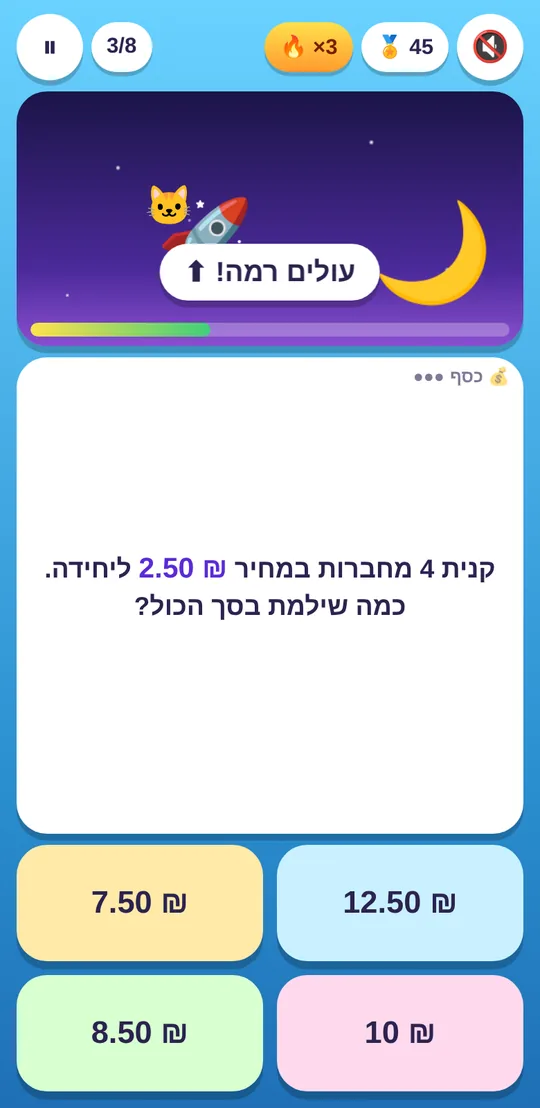 3/8
🔥 ×3
🏅 45
עולים רמה! ⬆
💰 כסף ●●●
קנית 4 מחברות במחיר 2.50 ₪ ליחידה.
כמה שילמת בסך הכול?
12.50 ₪
7.50 ₪
10 ₪
8.50 ₪